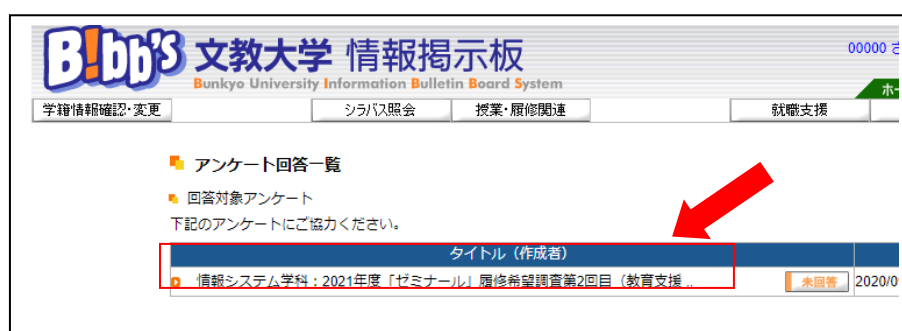 B!bb's 文教大学 情報掲示板
Bunkyo University Information Bulletin Board System
00000 さ
ホー
学籍情報確認・変更 シラバス照会 授業・履修関連 就職支援
アンケート回答一覧
回答対象アンケート
下記のアンケートにご協力ください。
タイトル（作成者）
情報システム学科：2021年度「ゼミナール」履修希望調査第2回目（教育支援 .. 未回答 2020/0